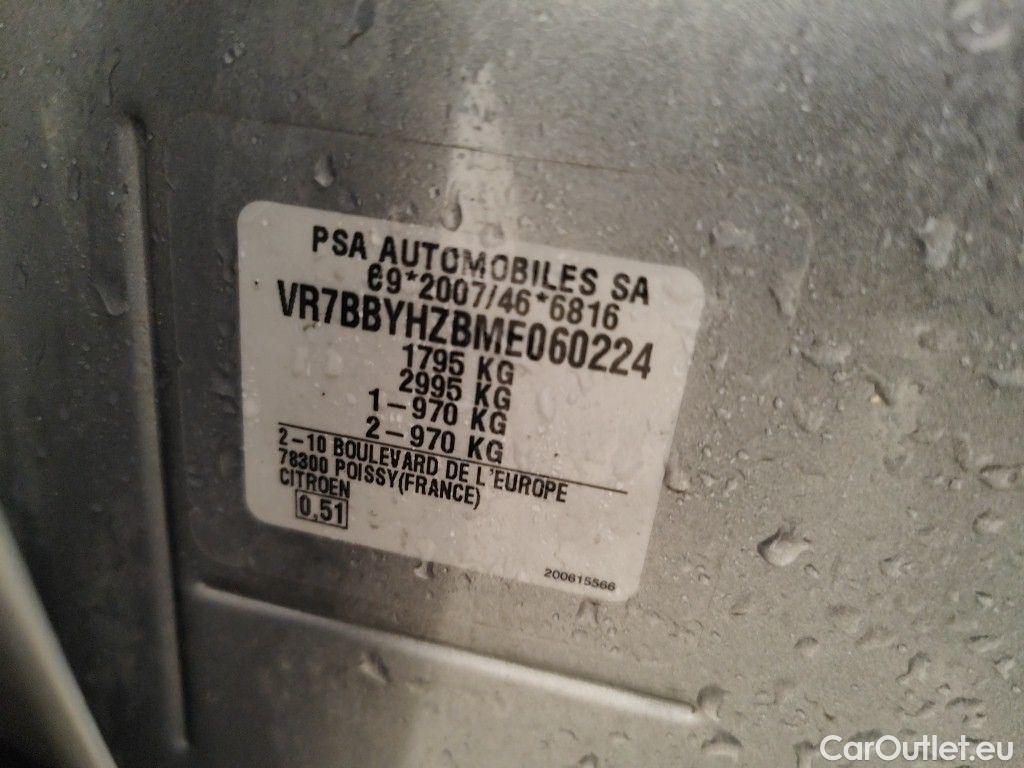 PSA AUTOMOBILES SA
e9*2007/46*6816
VR7BBYHZBME060224
1795 KG
2995 KG
1-970 KG
2-970 KG
2-10 BOULEVARD DE L'EUROPE
78300 POISSY(FRANCE)
CITROEN
0,51
200615566
CarOutlet.eu